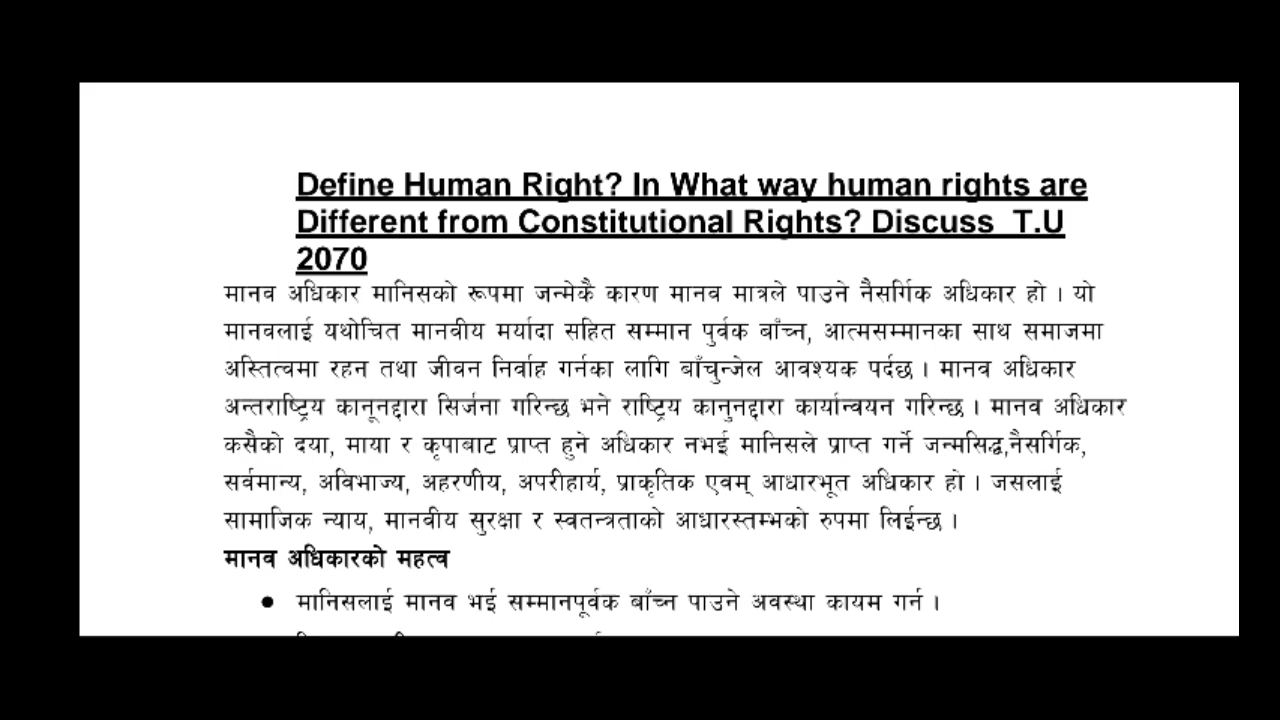 Define Human Right? In What way human rights are
Different from Constitutional Rights? Discuss T.U
2070
मानव अधिकार मानिसको रूपमा जन्मेकै कारण मानव मात्रले पाउने नैसर्गिक अधिकार हो । यो
मानवलाई यथोचित मानवीय मर्यादा सहित सम्मान पुर्वक बाँच्न, आत्मसम्मानका साथ समाजमा
अस्तित्वमा रहन तथा जीवन निर्वाह गर्नका लागि बाँचुन्जेल आवश्यक पर्दछ । मानव अधिकार
अन्तराष्ट्रिय कानूनद्दारा सिर्जना गरिन्छ भने राष्ट्रिय कानुनद्दारा कार्यान्वयन गरिन्छ । मानव अधिकार
कसैको दया, माया र कृपाबाट प्राप्त हुने अधिकार नभई मानिसले प्राप्त गर्ने जन्मसिद्ध,नैसर्गिक,
सर्वमान्य, अविभाज्य, अहरणीय, अपरीहार्य, प्राकृतिक एवम् आधारभूत अधिकार हो । जसलाई
सामाजिक न्याय, मानवीय सुरक्षा र स्वतन्त्रताको आधारस्तम्भको रुपमा लिईन्छ ।
मानव अधिकारको महत्व
● मानिसलाई मानव भई सम्मानपूर्वक बाँच्न पाउने अवस्था कायम गर्न ।